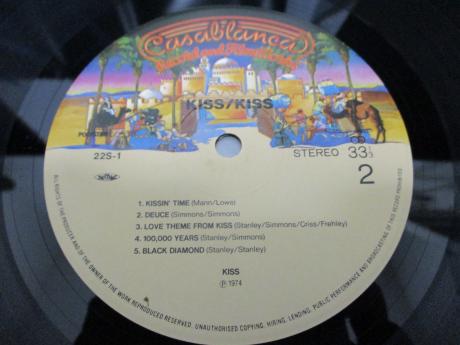 Casablanca
Record and FilmWorks
KISS/KISS
22S-1
STEREO 33 1/3
2
1. KISSIN' TIME (Mann/Lowe)
2. DEUCE (Simmons/Simmons)
3. LOVE THEME FROM KISS (Stanley/Simmons/Criss/Frehley)
4. 100,000 YEARS (Stanley/Simmons)
5. BLACK DIAMOND (Stanley/Stanley)
KISS
Ⓟ 1974
ALL RIGHTS OF THE PRODUCER AND OF THE OWNER OF THE WORK REPRODUCED RESERVED. UNAUTHORISED COPYING, HIRING, LENDING, PUBLIC PERFORMANCE AND BROADCASTING OF THIS RECORD PROHIBITED